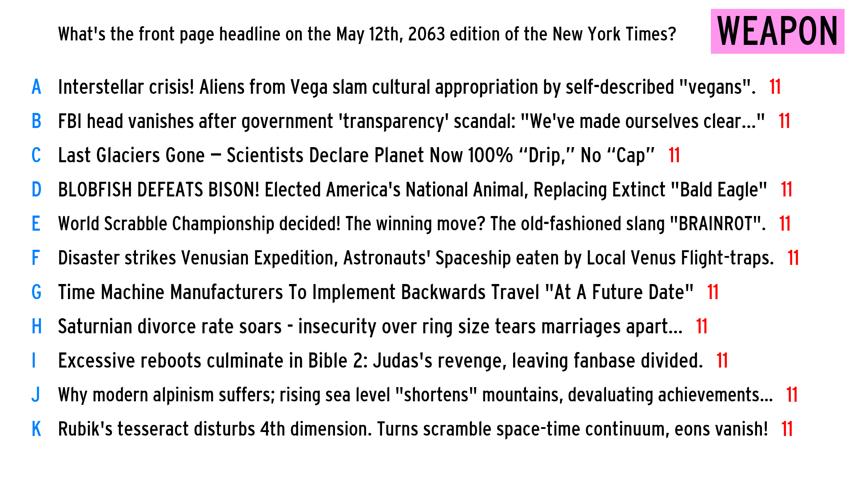 What's the front page headline on the May 12th, 2063 edition of the New York Times?
WEAPON
A Interstellar crisis! Aliens from Vega slam cultural appropriation by self-described "vegans". 11
B FBI head vanishes after government 'transparency' scandal: "We've made ourselves clear..." 11
C Last Glaciers Gone – Scientists Declare Planet Now 100% “Drip,” No “Cap” 11
D BLOBFISH DEFEATS BISON! Elected America's National Animal, Replacing Extinct "Bald Eagle" 11
E World Scrabble Championship decided! The winning move? The old-fashioned slang "BRAINROT". 11
F Disaster strikes Venusian Expedition, Astronauts' Spaceship eaten by Local Venus Flight-traps. 11
G Time Machine Manufacturers To Implement Backwards Travel "At A Future Date" 11
H Saturnian divorce rate soars - insecurity over ring size tears marriages apart... 11
I Excessive reboots culminate in Bible 2: Judas's revenge, leaving fanbase divided. 11
J Why modern alpinism suffers; rising sea level "shortens" mountains, devaluating achievements... 11
K Rubik's tesseract disturbs 4th dimension. Turns scramble space-time continuum, eons vanish! 11